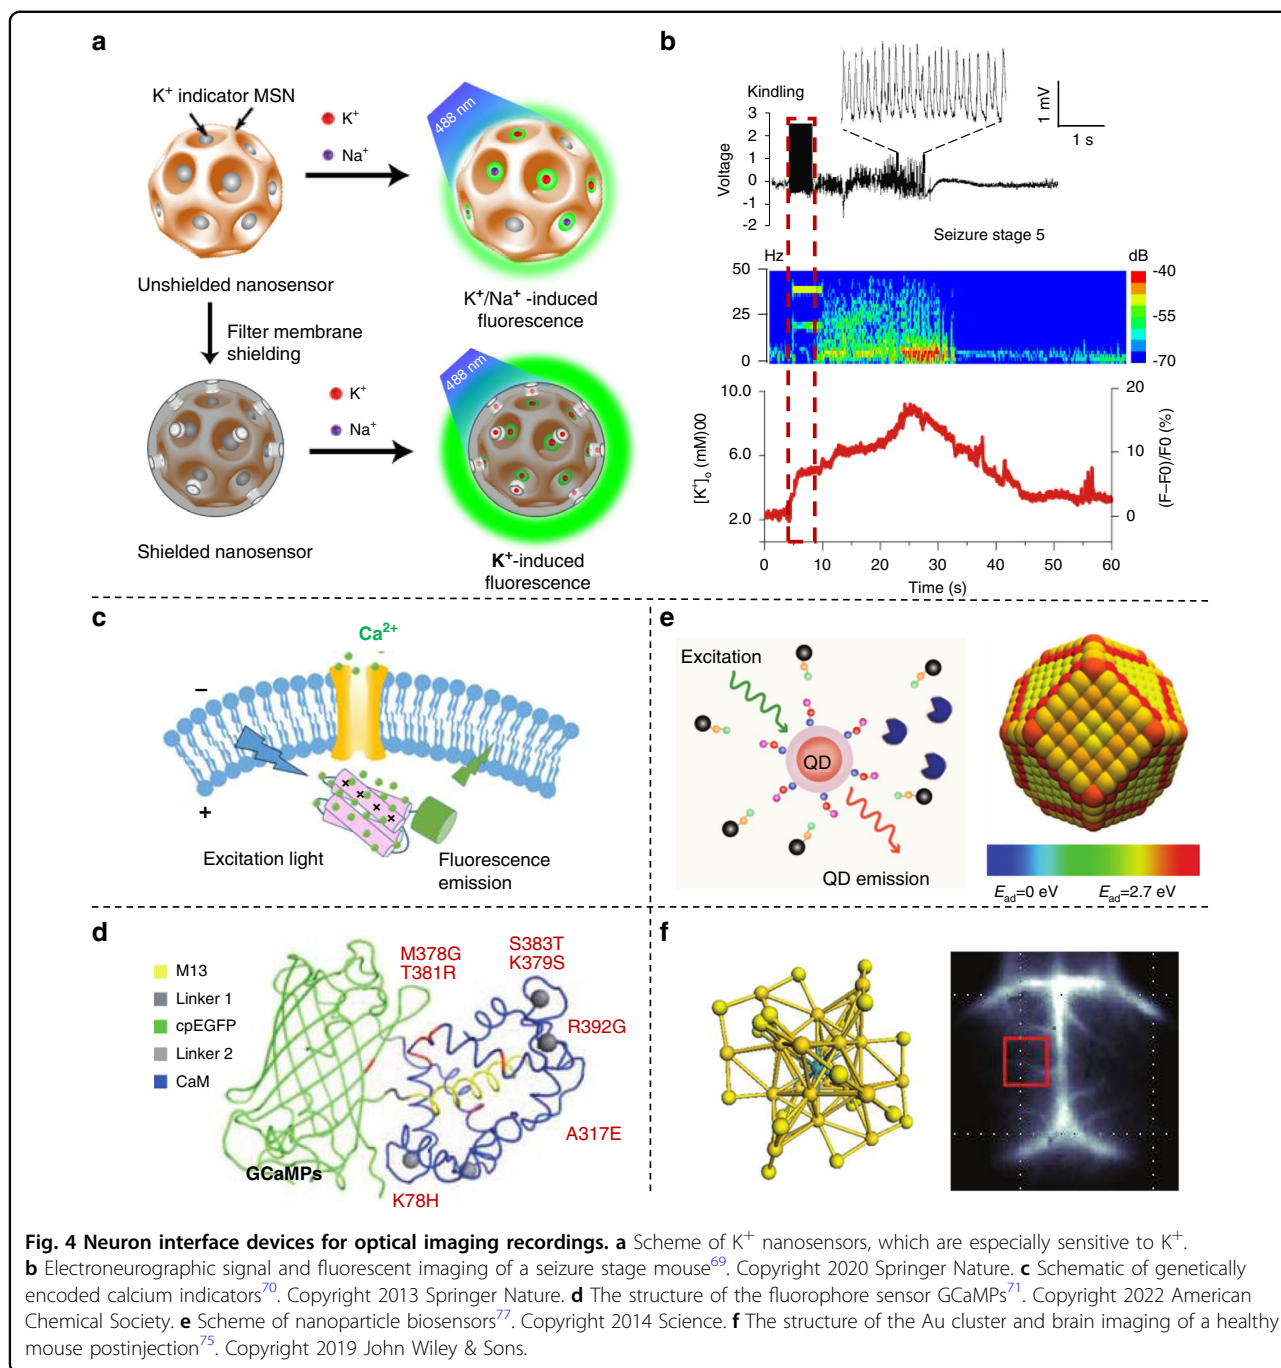 a
K+ indicator MSN
K+
Na+
488 nm
Unshielded nanosensor
K+/Na+ -induced
fluorescence
Filter membrane
shielding
K+
Na+
488 nm
Shielded nanosensor
K+-induced
fluorescence
b
Kindling
3
2
1
0
-1
-2
Voltage
1 mV
1 s
Seizure stage 5
Hz
50
25
0
dB
-40
-55
-70
10.0
6.0
2.0
[K+]o (mM)00
20
10
0
(F–F0)/F0 (%)
0 10 20 30 40 50 60
Time (s)
c
Ca2+
–
+
Excitation light
Fluorescence
emission
e
Excitation
QD
QD emission
Ead=0 eV Ead=2.7 eV
d
M13
Linker 1
cpEGFP
Linker 2
CaM
M378G
T381R
S383T
K379S
R392G
A317E
K78H
GCaMPs
f
Fig. 4 Neuron interface devices for optical imaging recordings. a Scheme of K+ nanosensors, which are especially sensitive to K+.
b Electroneurographic signal and fluorescent imaging of a seizure stage mouse69. Copyright 2020 Springer Nature. c Schematic of genetically
encoded calcium indicators70. Copyright 2013 Springer Nature. d The structure of the fluorophore sensor GCaMPs71. Copyright 2022 American
Chemical Society. e Scheme of nanoparticle biosensors77. Copyright 2014 Science. f The structure of the Au cluster and brain imaging of a healthy
mouse postinjection75. Copyright 2019 John Wiley & Sons.